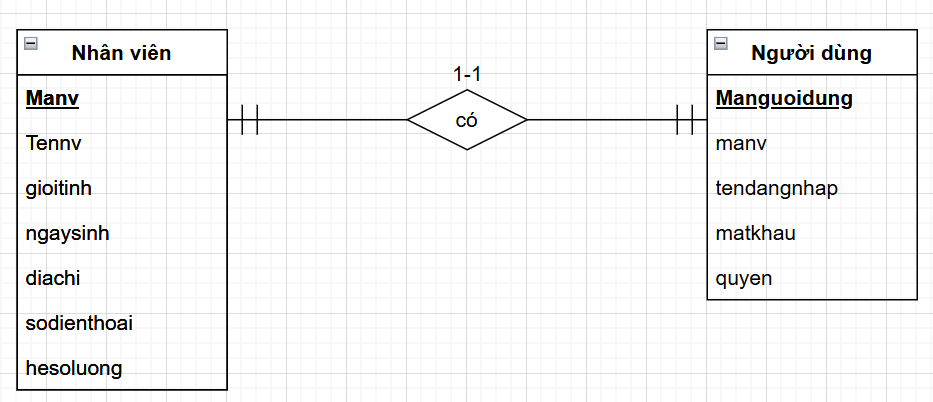 Nhân viên
Manv
Tennv
gioitinh
ngaysinh
diachi
sodienthoai
hesoluong
1-1
có
Người dùng
Manguoidung
manv
tendangnhap
matkhau
quyen